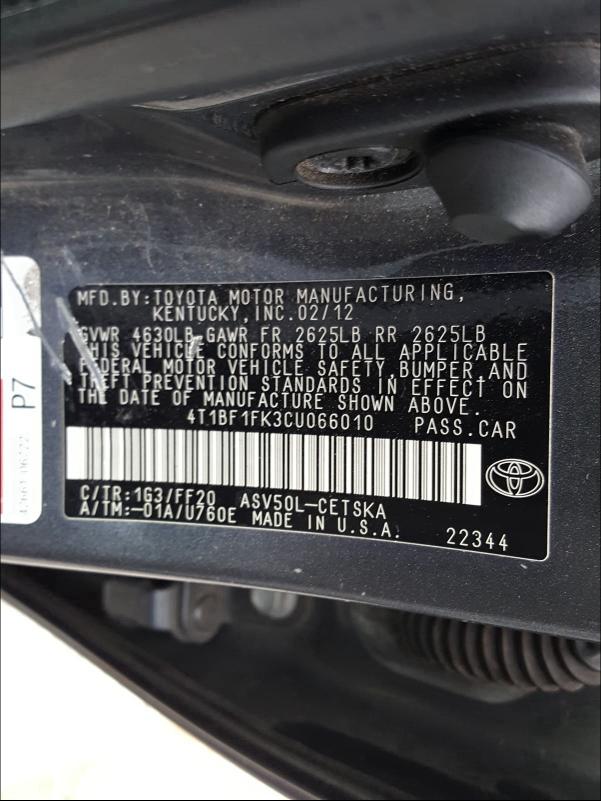 MFD.BY:TOYOTA MOTOR MANUFACTURING,
KENTUCKY,INC.02/12
GVWR 4630LB GAWR FR 2625LB RR 2625LB
THIS VEHICLE CONFORMS TO ALL APPLICABLE
FEDERAL MOTOR VEHICLE SAFETY,BUMPER AND
THEFT PREVENTION STANDARDS IN EFFECT ON
THE DATE OF MANUFACTURE SHOWN ABOVE.
4T1BF1FK3CU066010 PASS.CAR
C/TR:1G3/FF20 ASV50L-CETSKA
A/TM:-01A/U760E MADE IN U.S.A.
22344
P7